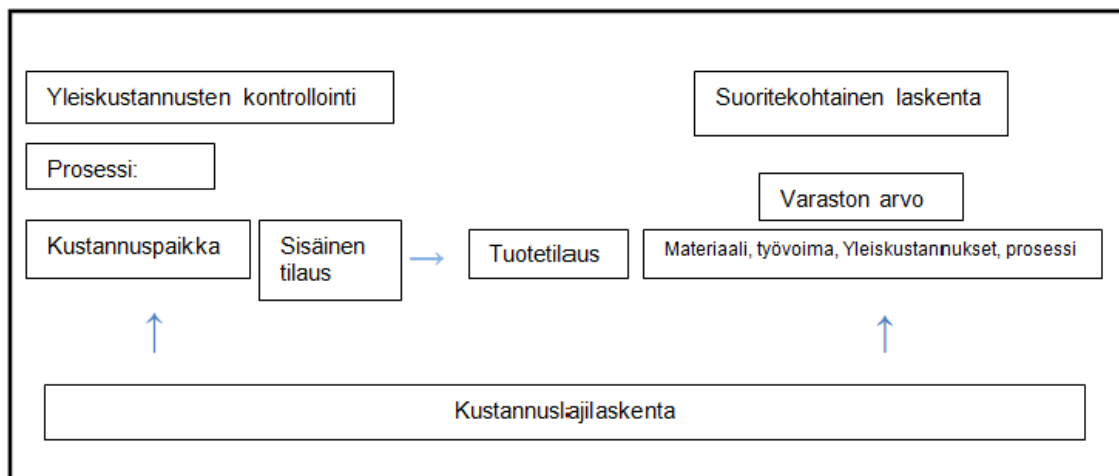 Yleiskustannusten kontrollointi
Suoritekohtainen laskenta
Prosessi:
Varaston arvo
Kustannuspaikka
Sisäinen
tilaus
Tuotetilaus
Materiaali, työvoima, Yleiskustannukset, prosessi
Kustannuslajilaskenta